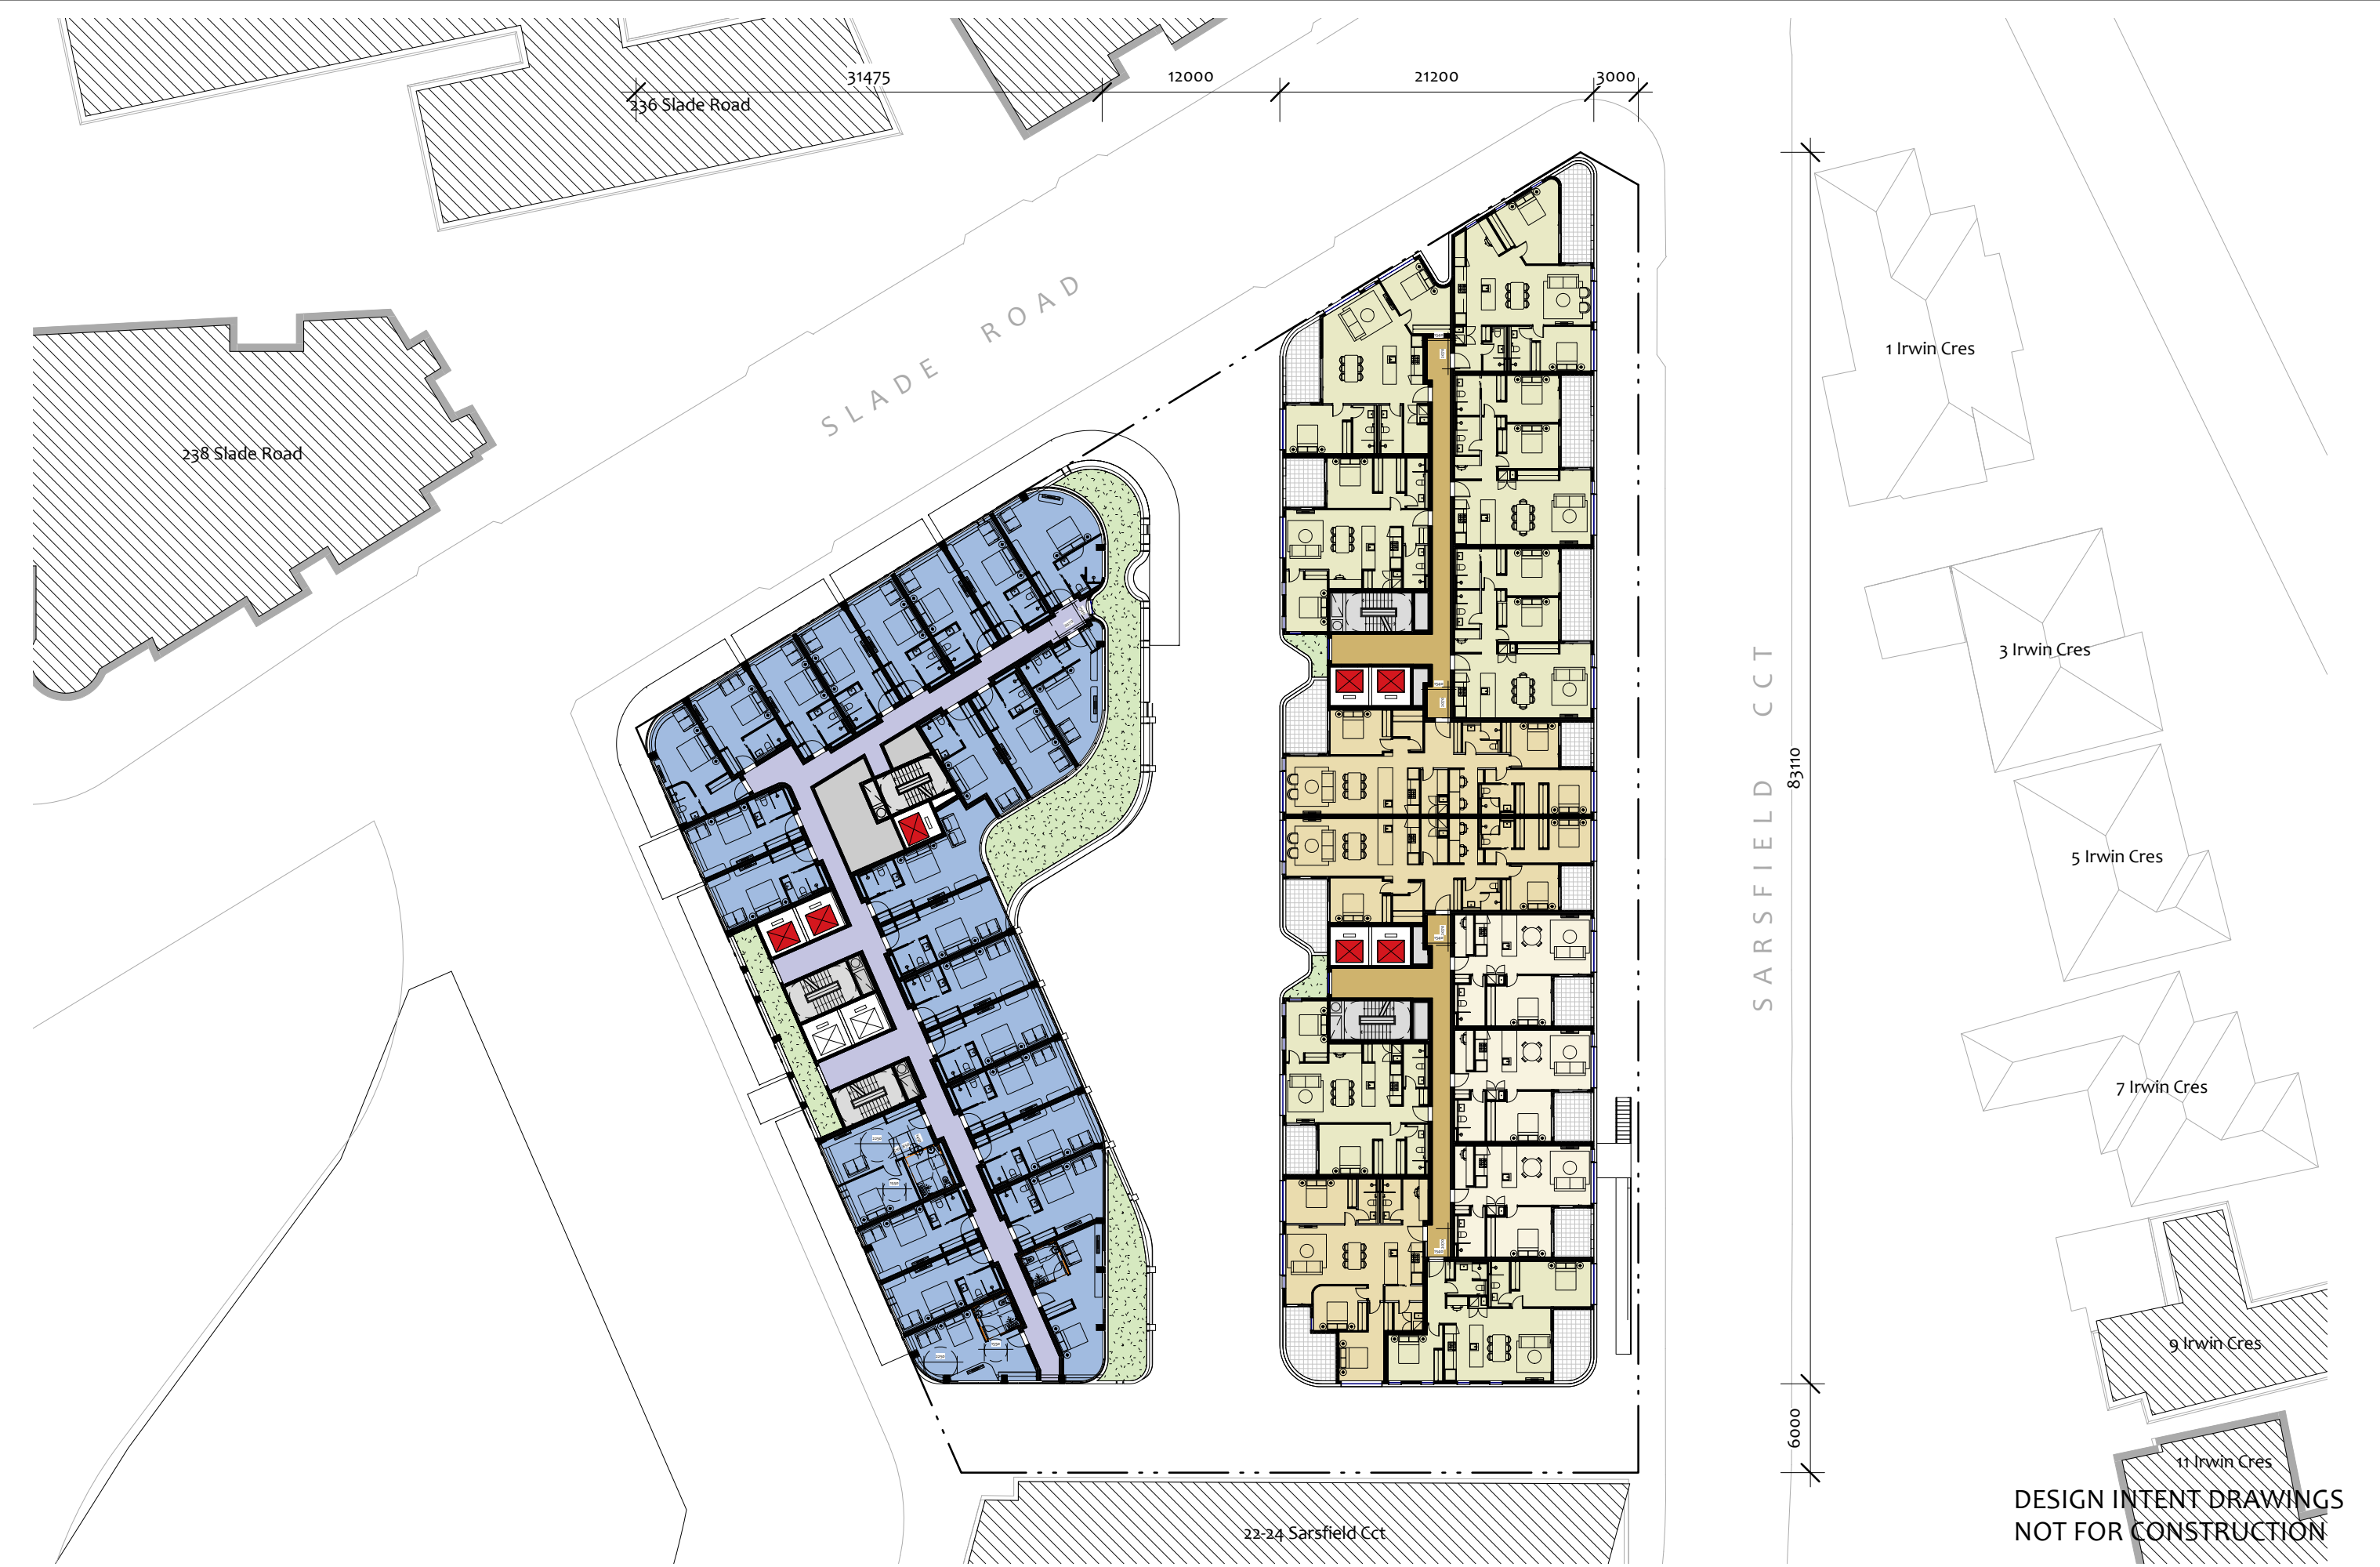 31475
12000
21200
3000
236 Slade Road
SLADE ROAD
238 Slade Road
1 Irwin Cres
3 Irwin Cres
SARSFIELD CCT
83110
5 Irwin Cres
7 Irwin Cres
9 Irwin Cres
6000
11 Irwin Cres
DESIGN INTENT DRAWINGS
NOT FOR CONSTRUCTION
22-24 Sarsfield Cct